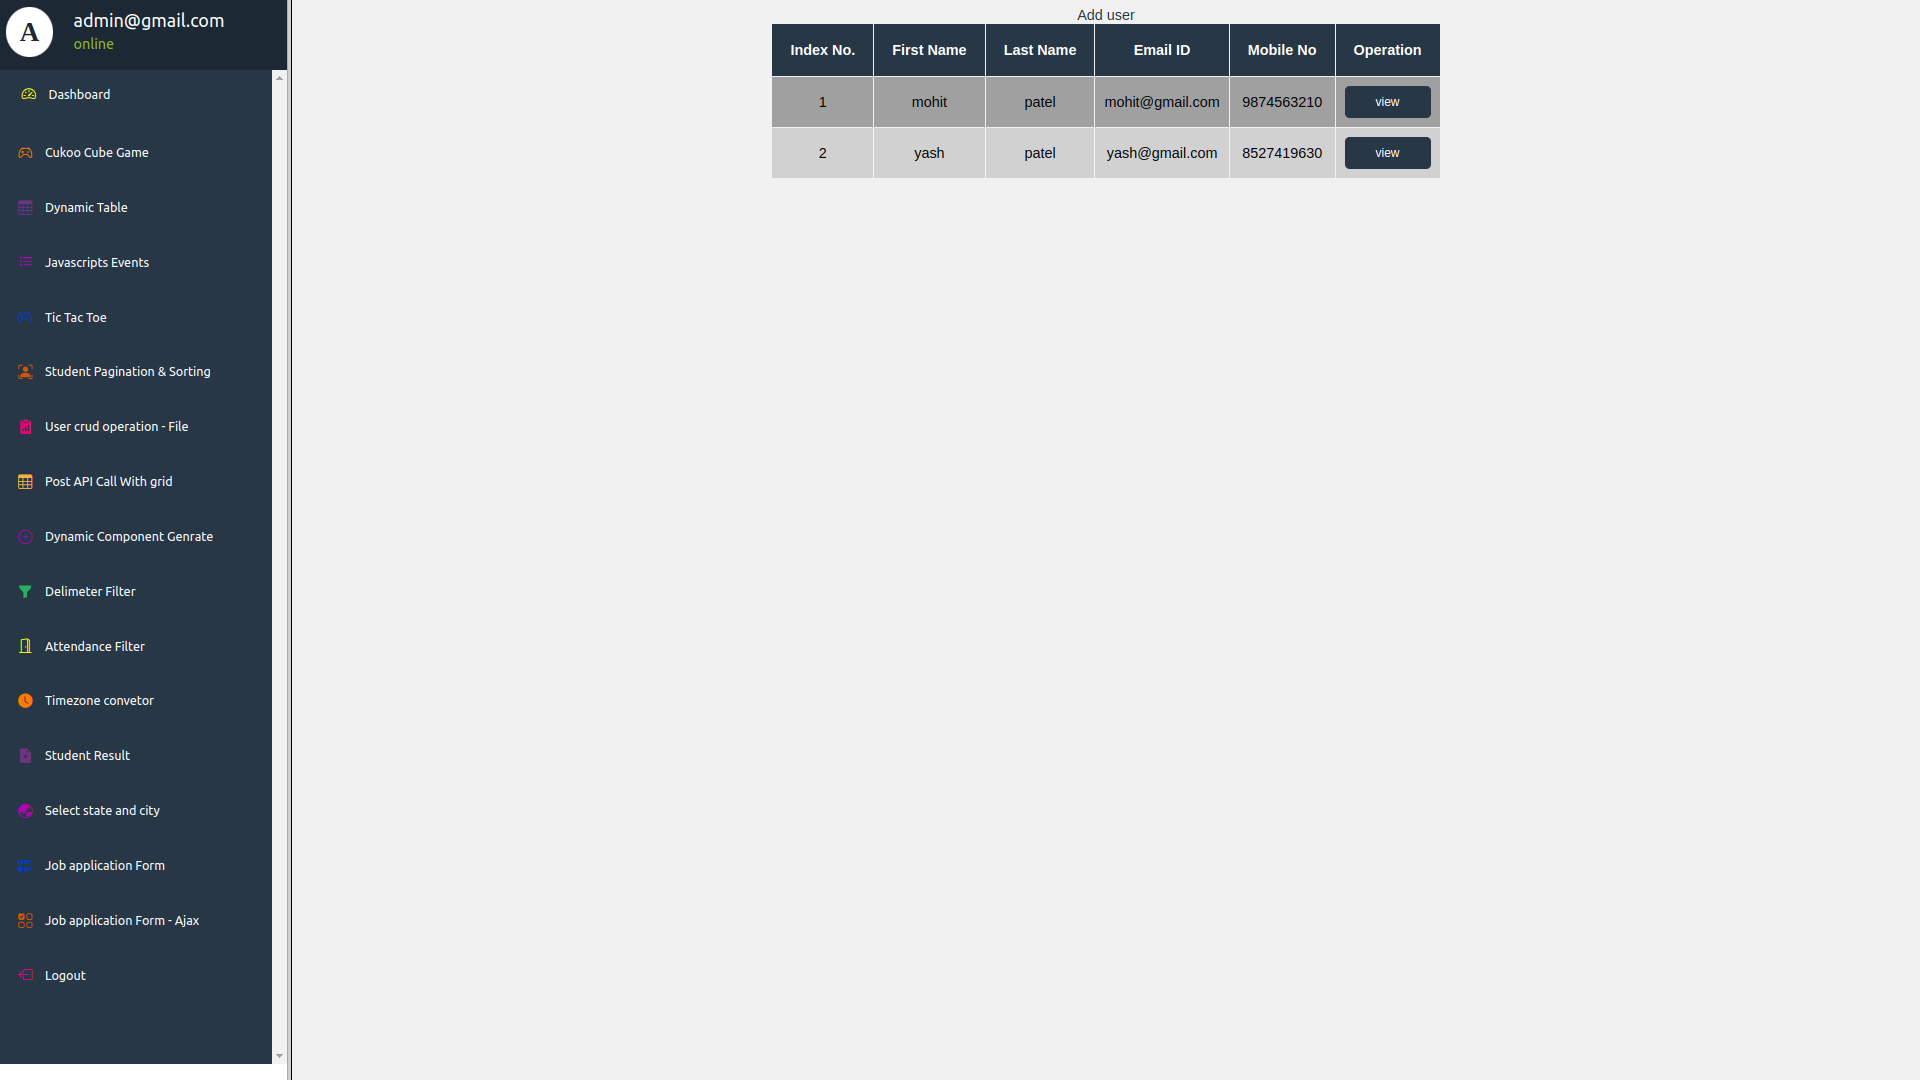 A
admin@gmail.com
online
Dashboard
Cukoo Cube Game
Dynamic Table
Javascripts Events
Tic Tac Toe
Student Pagination & Sorting
User crud operation - File
Post API Call With grid
Dynamic Component Genrate
Delimeter Filter
Attendance Filter
Timezone convetor
Student Result
Select state and city
Job application Form
Job application Form - Ajax
Logout
Add user
Index No. First Name Last Name Email ID Mobile No Operation
1 mohit patel mohit@gmail.com 9874563210 view
2 yash patel yash@gmail.com 8527419630 view